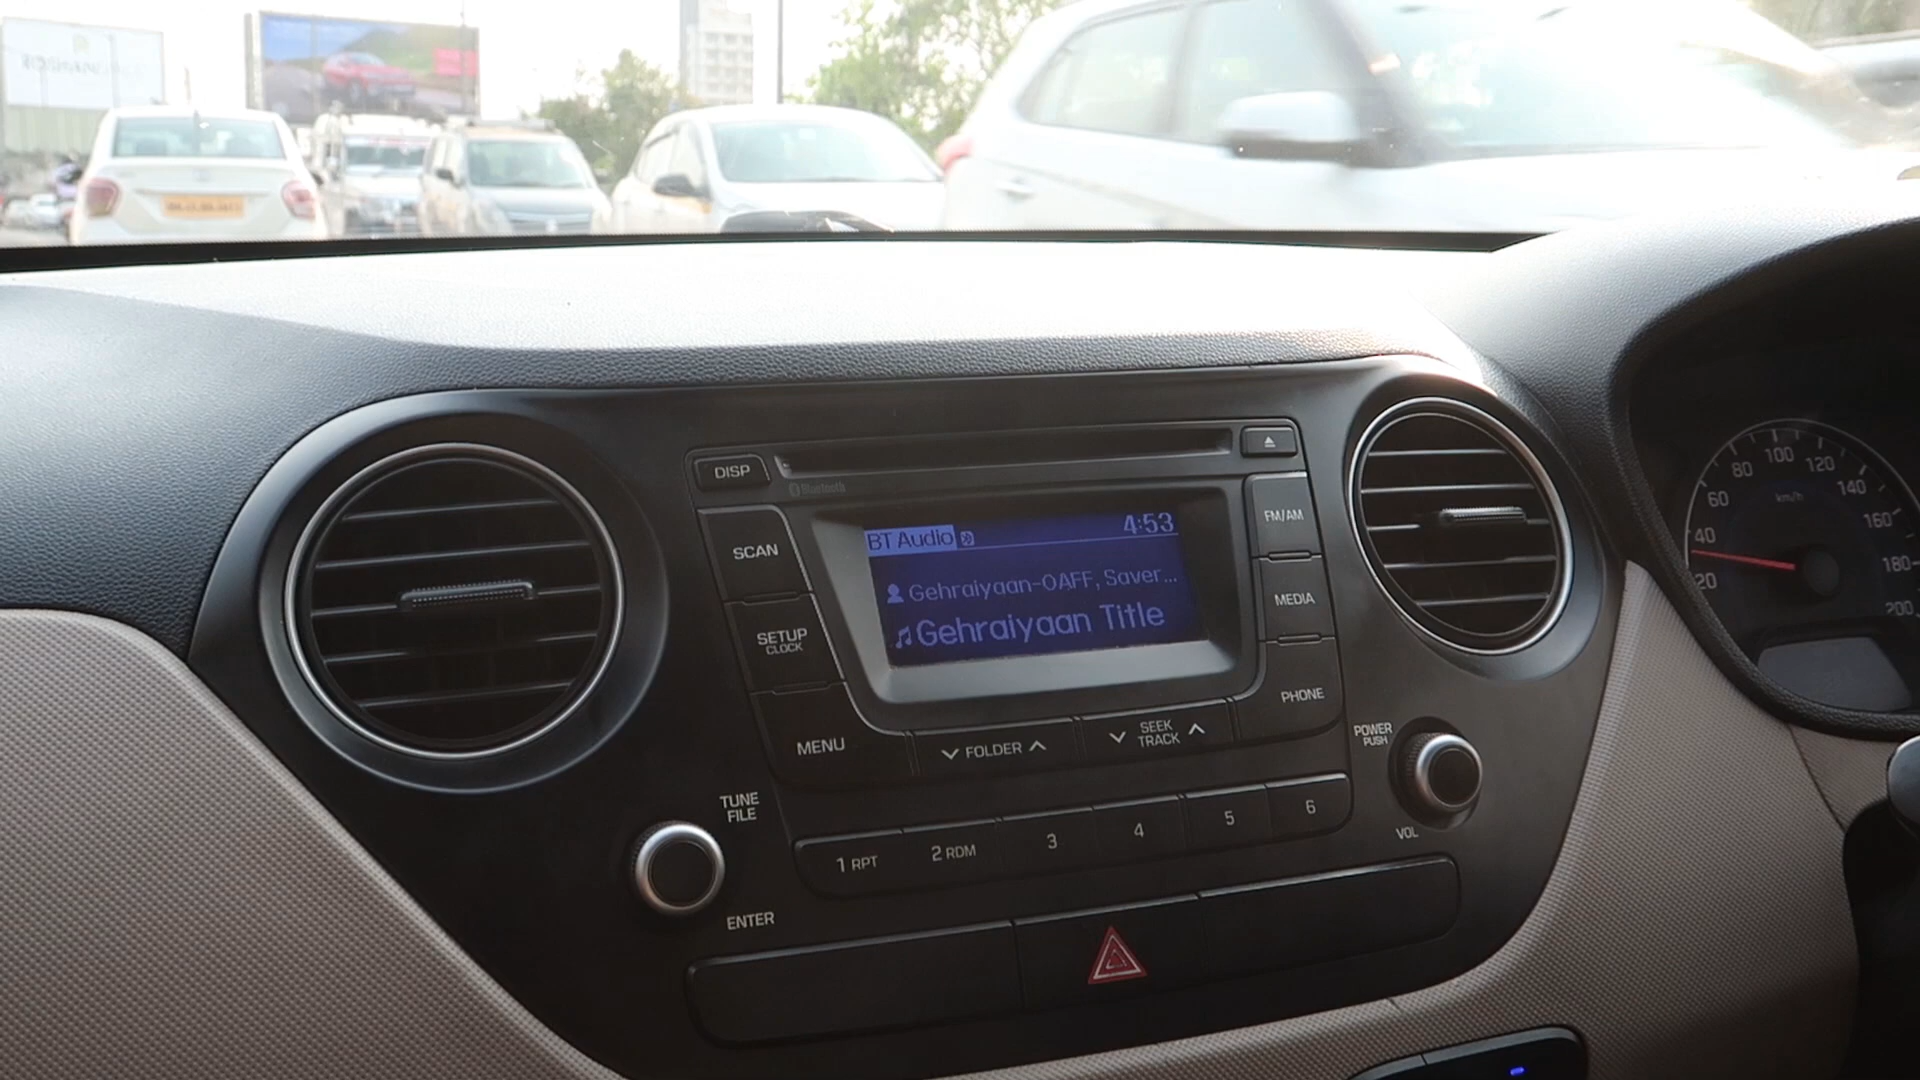 DISP
Bluetooth
SCAN
SETUP
CLOCK
MENU
BT Audio
4:53
Gehraiyaan-OAFF, Saver...
Gehraiyaan Title
FM/AM
MEDIA
PHONE
FOLDER
SEEK
TRACK
POWER
PUSH
VOL
TUNE
FILE
ENTER
1 RPT
2 RDM
3
4
5
6
20
40
60
80
100
120
140
160
180
200
km/h